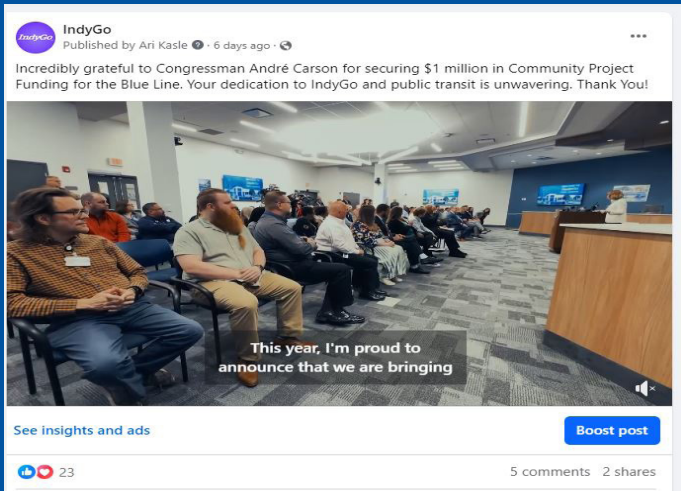 IndyGo
IndyGo
Published by Ari Kasle · 6 days ago ·
Incredibly grateful to Congressman André Carson for securing $1 million in Community Project
Funding for the Blue Line. Your dedication to IndyGo and public transit is unwavering. Thank You!
This year, I'm proud to
announce that we are bringing
See insights and ads
Boost post
23
5 comments 2 shares